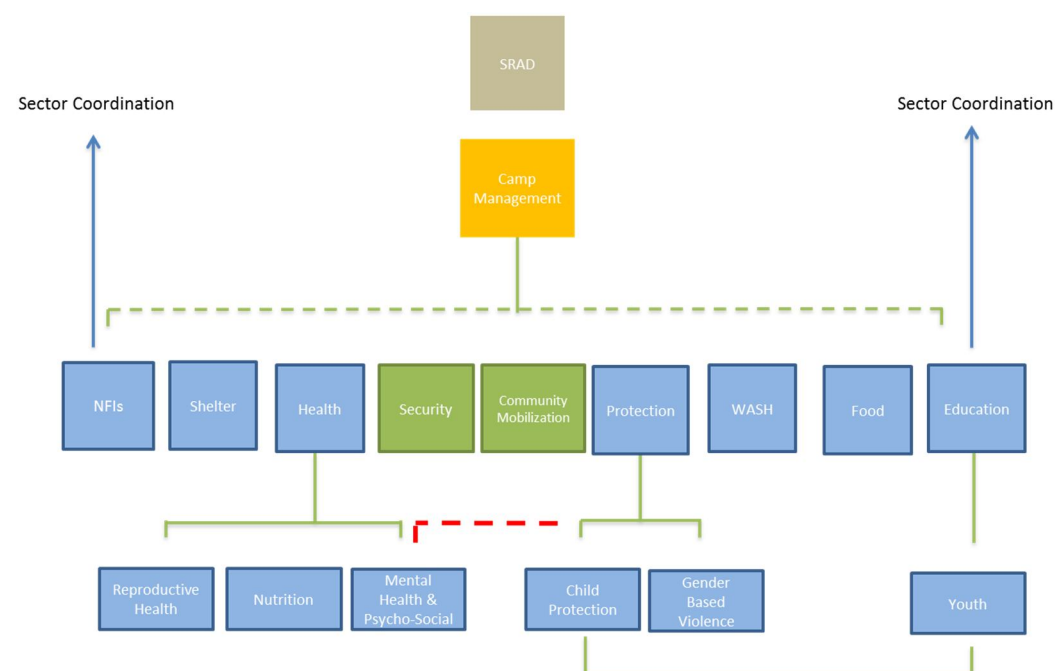 SRAD
Sector Coordination
Sector Coordination
Camp
Management
NFIs
Shelter
Health
Security
Community
Mobilization
Protection
WASH
Food
Education
Reproductive
Health
Nutrition
Mental
Health &
Psycho-Social
Child
Protection
Gender
Based
Violence
Youth